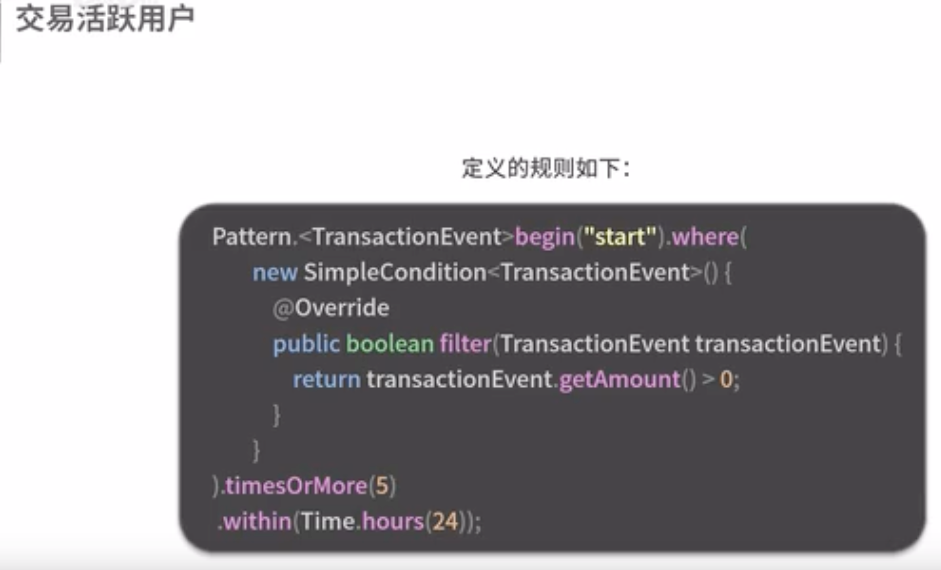 交易活跃用户
定义的规则如下：
Pattern.<TransactionEvent>begin("start").where(
new SimpleCondition<TransactionEvent>() {
@Override
public boolean filter(TransactionEvent transactionEvent) {
return transactionEvent.getAmount() > 0;
}
}
).timesOrMore(5)
.within(Time.hours(24));